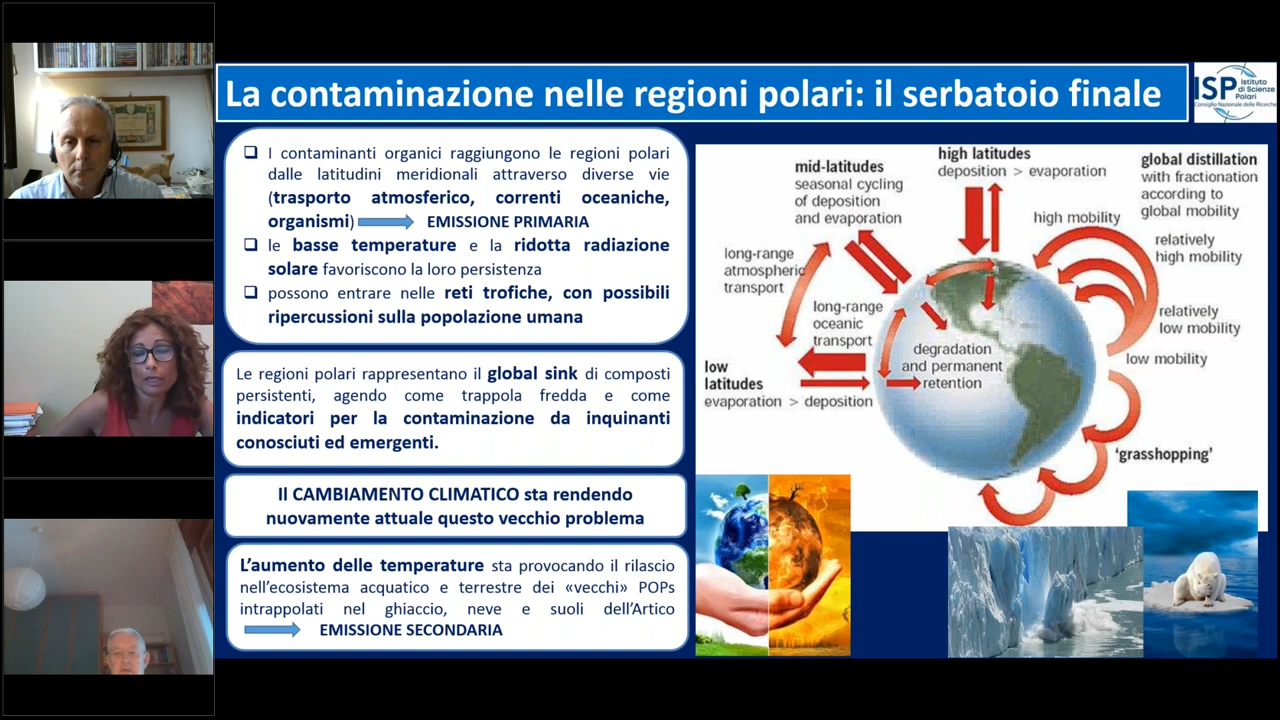 La contaminazione nelle regioni polari: il serbatoio finale
ISP
Istituto
di Scienze
Polari
Consiglio Nazionale delle Ricerche
I contaminanti organici raggiungono le regioni polari
dalle latitudini meridionali attraverso diverse vie
(trasporto atmosferico, correnti oceaniche,
organismi) EMISSIONE PRIMARIA
le basse temperature e la ridotta radiazione
solare favoriscono la loro persistenza
possono entrare nelle reti trofiche, con possibili
ripercussioni sulla popolazione umana
Le regioni polari rappresentano il global sink di composti
persistenti, agendo come trappola fredda e come
indicatori per la contaminazione da inquinanti
conosciuti ed emergenti.
Il CAMBIAMENTO CLIMATICO sta rendendo
nuovamente attuale questo vecchio problema
L'aumento delle temperature sta provocando il rilascio
nell'ecosistema acquatico e terrestre dei «vecchi» POPs
intrappolati nel ghiaccio, neve e suoli dell'Artico
EMISSIONE SECONDARIA
mid-latitudes
seasonal cycling
of deposition
and evaporation
high latitudes
deposition > evaporation
global distillation
with fractionation
according to
global mobility
high mobility
relatively
high mobility
relatively
low mobility
low mobility
long-range
atmospheric
transport
long-range
oceanic
transport
degradation
and permanent
retention
low
latitudes
evaporation > deposition
'grasshopping'